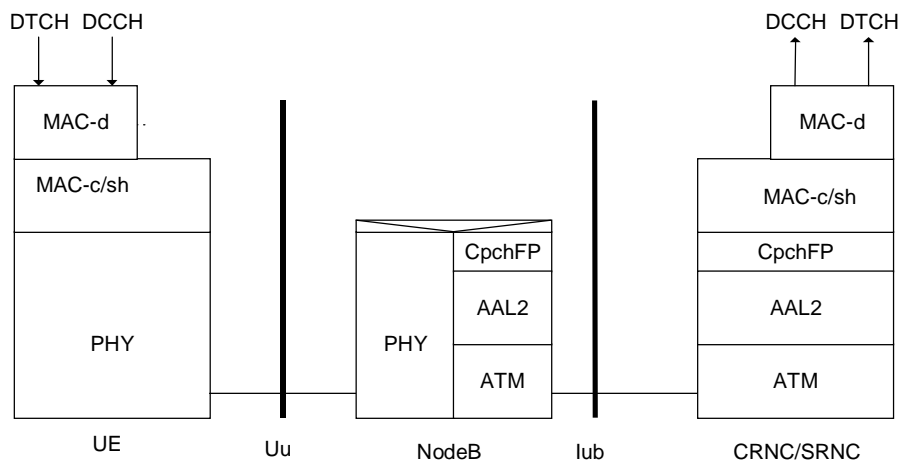 DTCH DCCH
DCCH DTCH
MAC-d
MAC-d
MAC-c/sh
MAC-c/sh
CpchFP
CpchFP
AAL2
AAL2
PHY
PHY
ATM
ATM
UE
Uu
NodeB
Iub
CRNC/SRNC